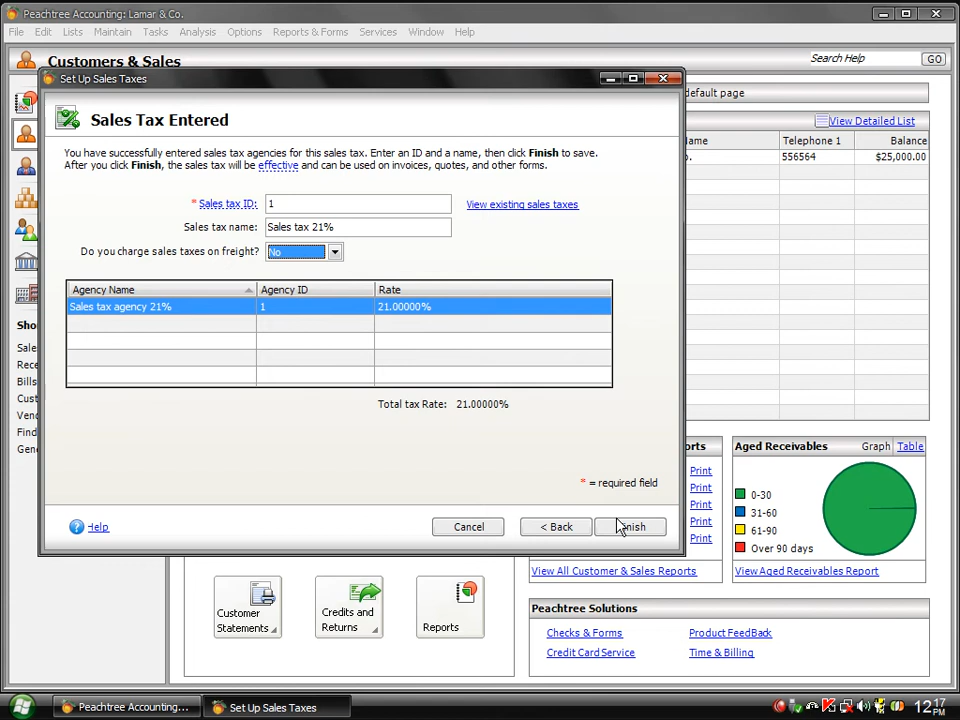 Peachtree Accounting: Lamar & Co.
File Edit Lists Maintain Tasks Analysis Options Reports & Forms Services Window Help
Customers & Sales
Search Help GO
Set Up Sales Taxes
default page
Sales Tax Entered
View Detailed List
You have successfully entered sales tax agencies for this sales tax. Enter an ID and a name, then click Finish to save.
After you click Finish, the sales tax will be effective and can be used on invoices, quotes, and other forms.
Telephone 1 Balance
556564 $25,000.00
* Sales tax ID: 1 View existing sales taxes
Sales tax name: Sales tax 21%
Do you charge sales taxes on freight? No
Agency Name Agency ID Rate
Sales tax agency 21% 1 21.00000%
Total tax Rate: 21.00000%
* = required field
Help Cancel < Back Finish
Print
Print
Print
Print
Print
Aged Receivables Graph Table
0-30
31-60
61-90
Over 90 days
View All Customer & Sales Reports
View Aged Receivables Report
Customer
Statements
Credits and
Returns
Reports
Peachtree Solutions
Checks & Forms
Product FeedBack
Credit Card Service
Time & Billing
Peachtree Accounting...
Set Up Sales Taxes
12:17
PM